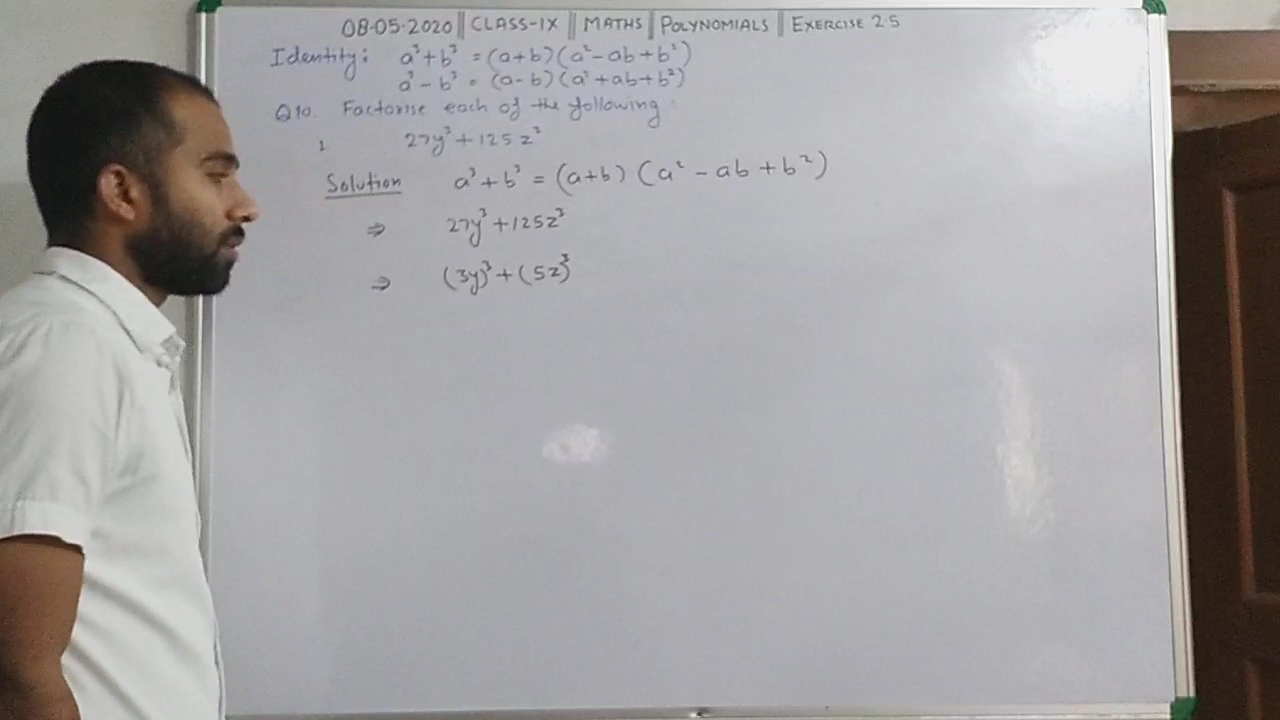 08-05-2020 || CLASS-IX || MATHS || POLYNOMIALS || EXERCISE 2.5
Identity: a³+b³ = (a+b)(a²-ab+b²)
a³-b³ = (a-b)(a²+ab+b²)
Q10. Factorise each of the following:
1 27y³+125z³
Solution a³+b³ = (a+b)(a²-ab+b²)
⇒ 27y³+125z³
⇒ (3y)³+(5z)³